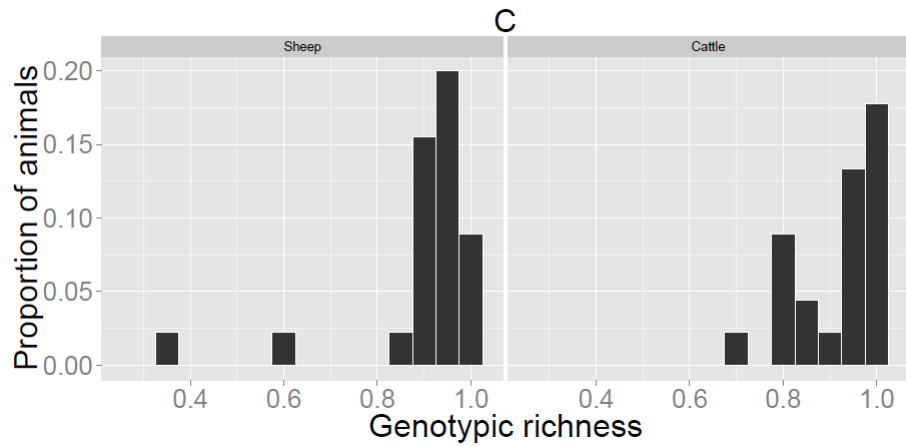 C
Sheep Cattle
Proportion of animals
0.20
0.15
0.10
0.05
0.00
0.4 0.6 0.8 1.0 0.4 0.6 0.8 1.0
Genotypic richness